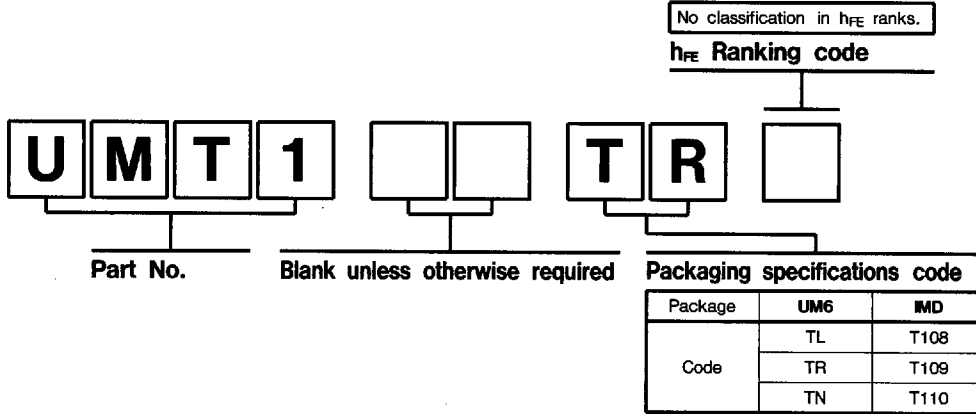 No classification in hFE ranks.
hFE Ranking code
U M T 1 T R
Part No.
Blank unless otherwise required
Packaging specifications code
Package UM6 IMD
Code
TL T108
TR T109
TN T110